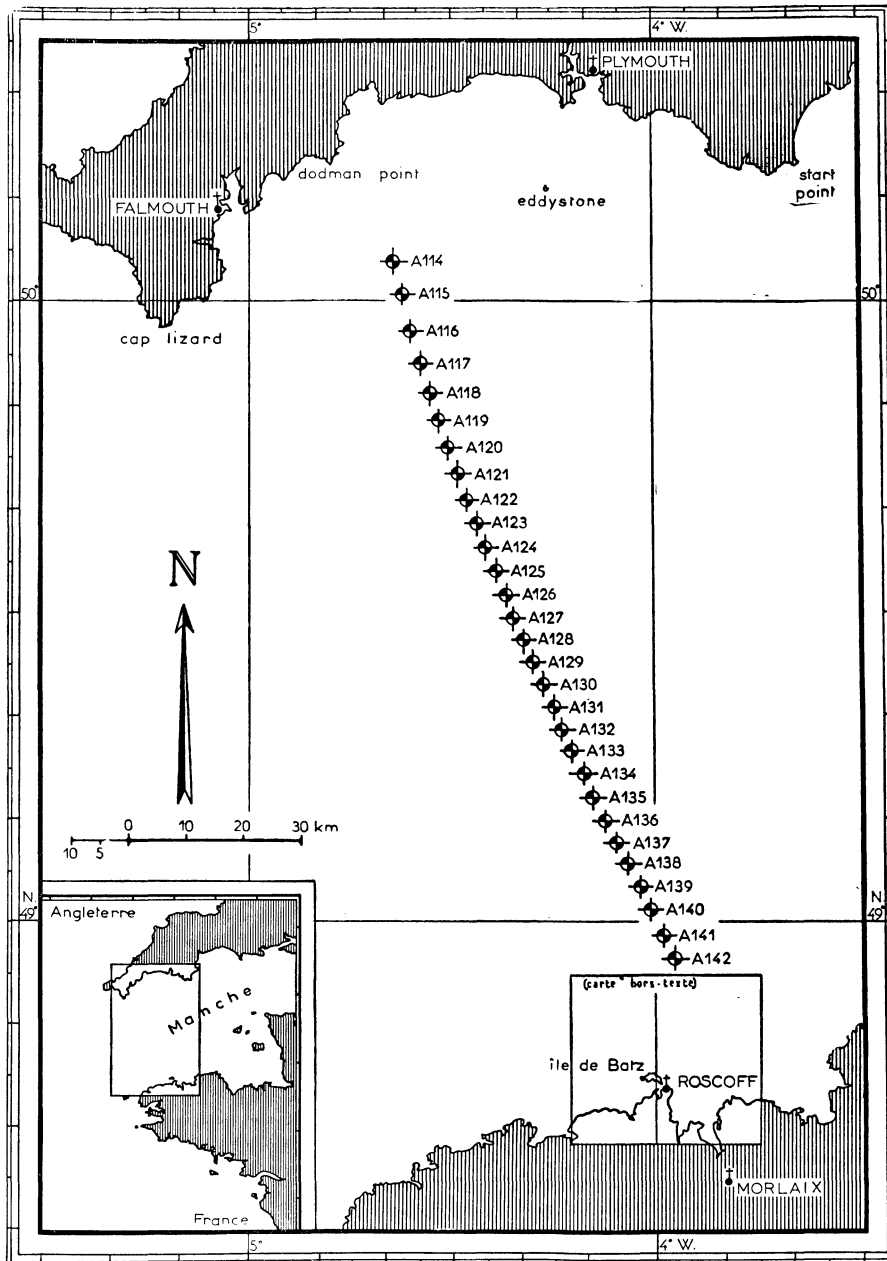 5°
4° W.
PLYMOUTH
dodman point
start
point
FALMOUTH
eddystone
A114
50°
A115
50°
A116
cap lizard
A117
A118
A119
A120
A121
A122
A123
A124
N
A125
A126
A127
A128
A129
A130
A131
A132
A133
A134
A135
A136
A137
A138
A139
A140
A141
A142
10 5 0 10 20 30 km
N.
49°
Angleterre
Manche
France
(carte hors-texte)
île de Batz
ROSCOFF
MORLAIX
5°
4° W.